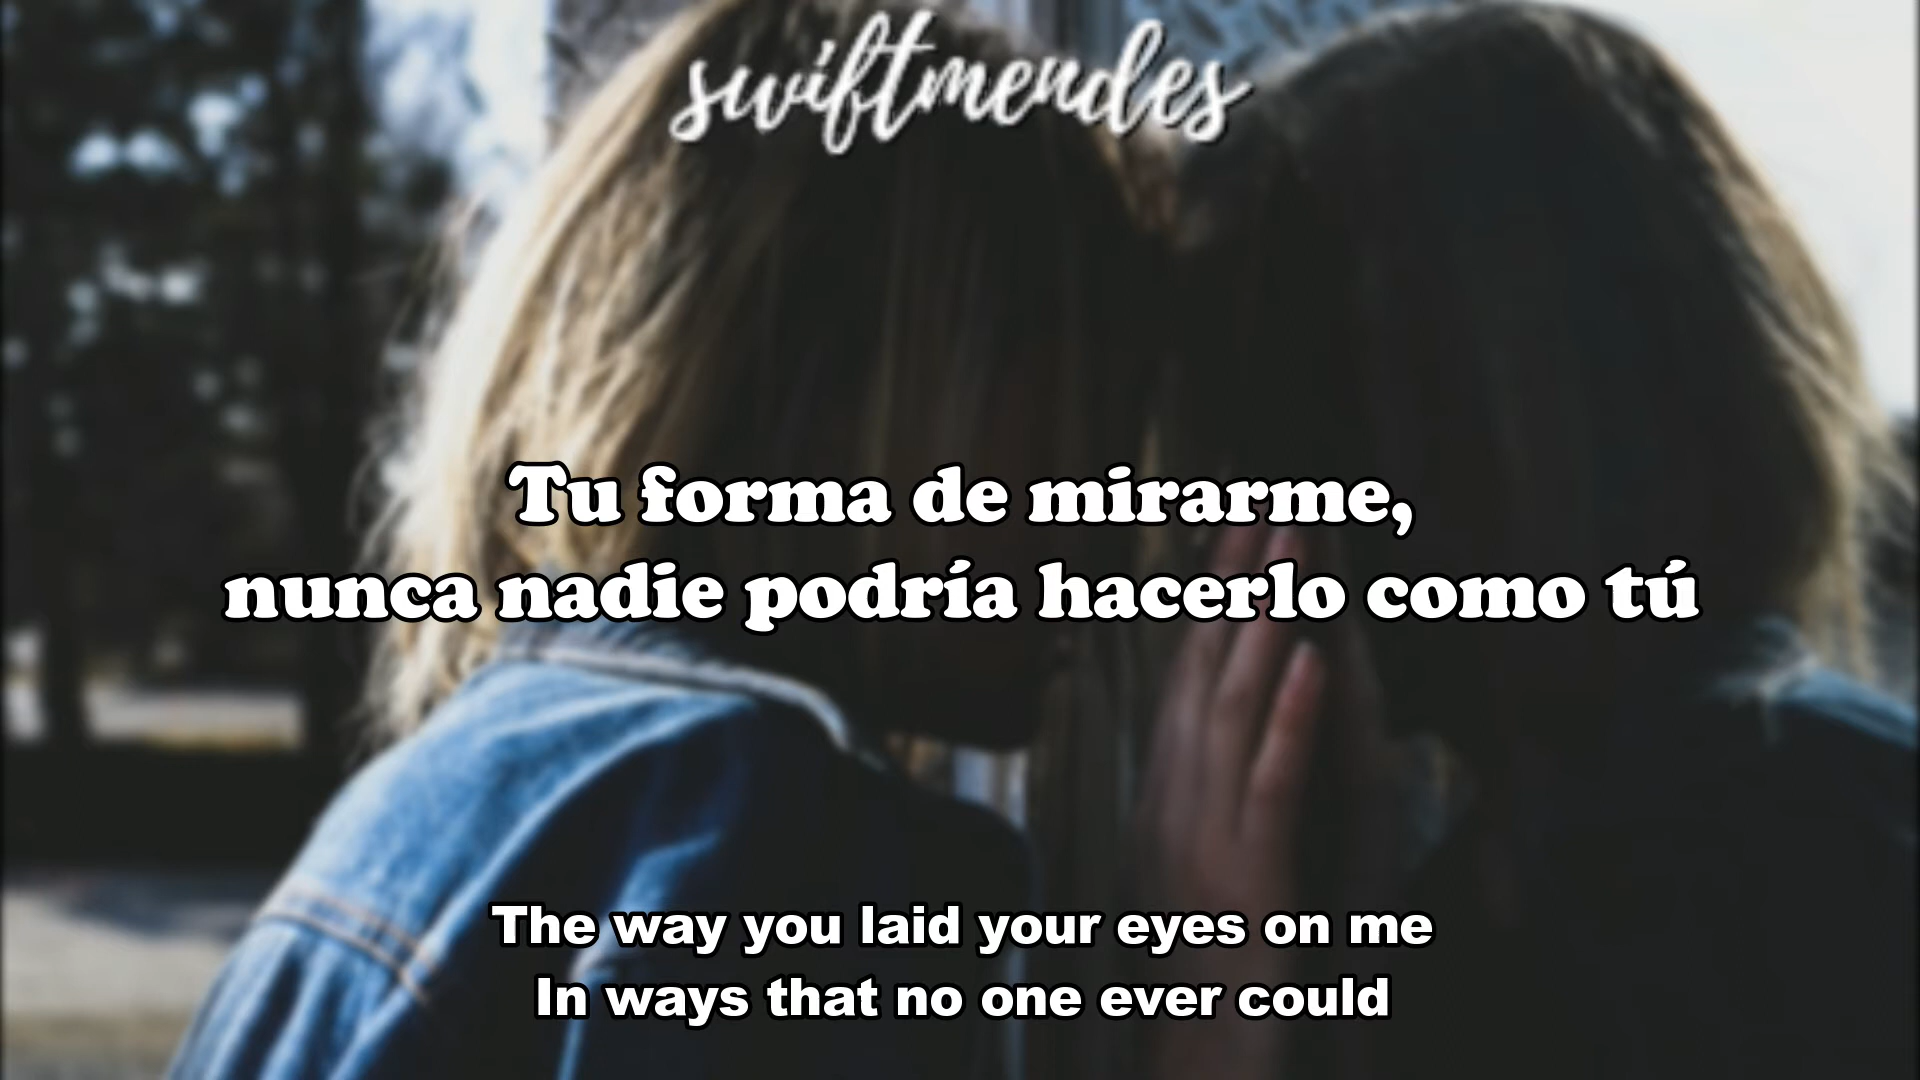 swiftmendes
Tu forma de mirarme,
nunca nadie podría hacerlo como tú
The way you laid your eyes on me
In ways that no one ever could